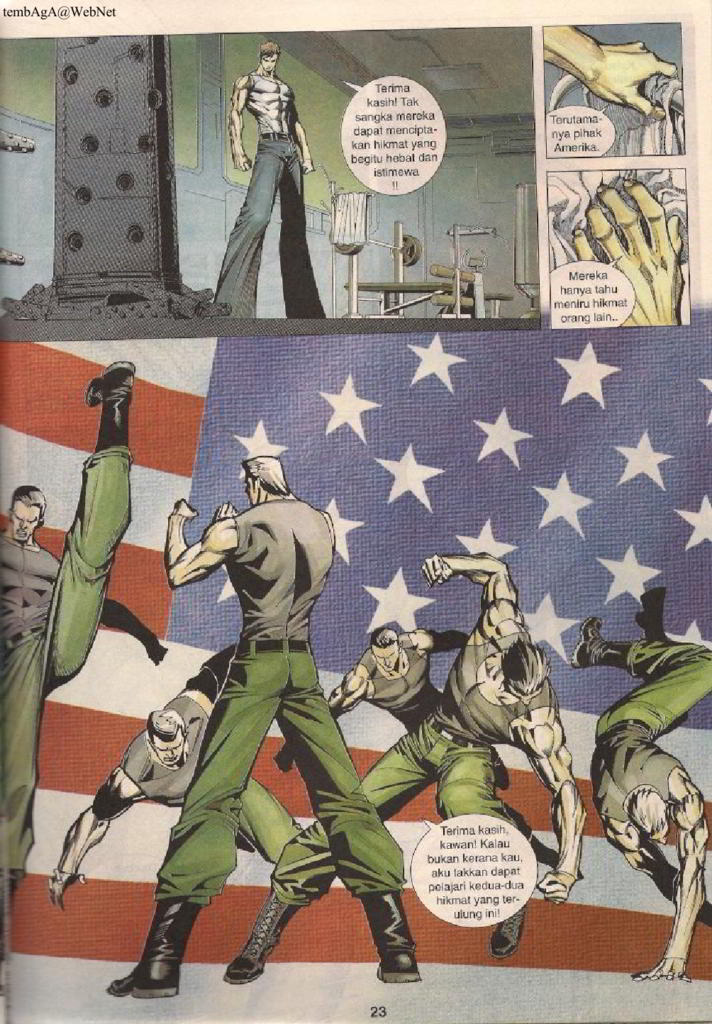 tembAgA@WebNet
Terima
kasih! Tak
sangka mereka
dapat mencipta-
kan hikmat yang
begitu hebat dan
istimewa
!!
Terutama-
nya pihak
Amerika.
Mereka
hanya tahu
meniru hikmat
orang lain..
Terima kasih,
kawan! Kalau
bukan kerana kau,
aku takkan dapat
pelajari kedua-dua
hikmat yang ter-
ulung ini!
23